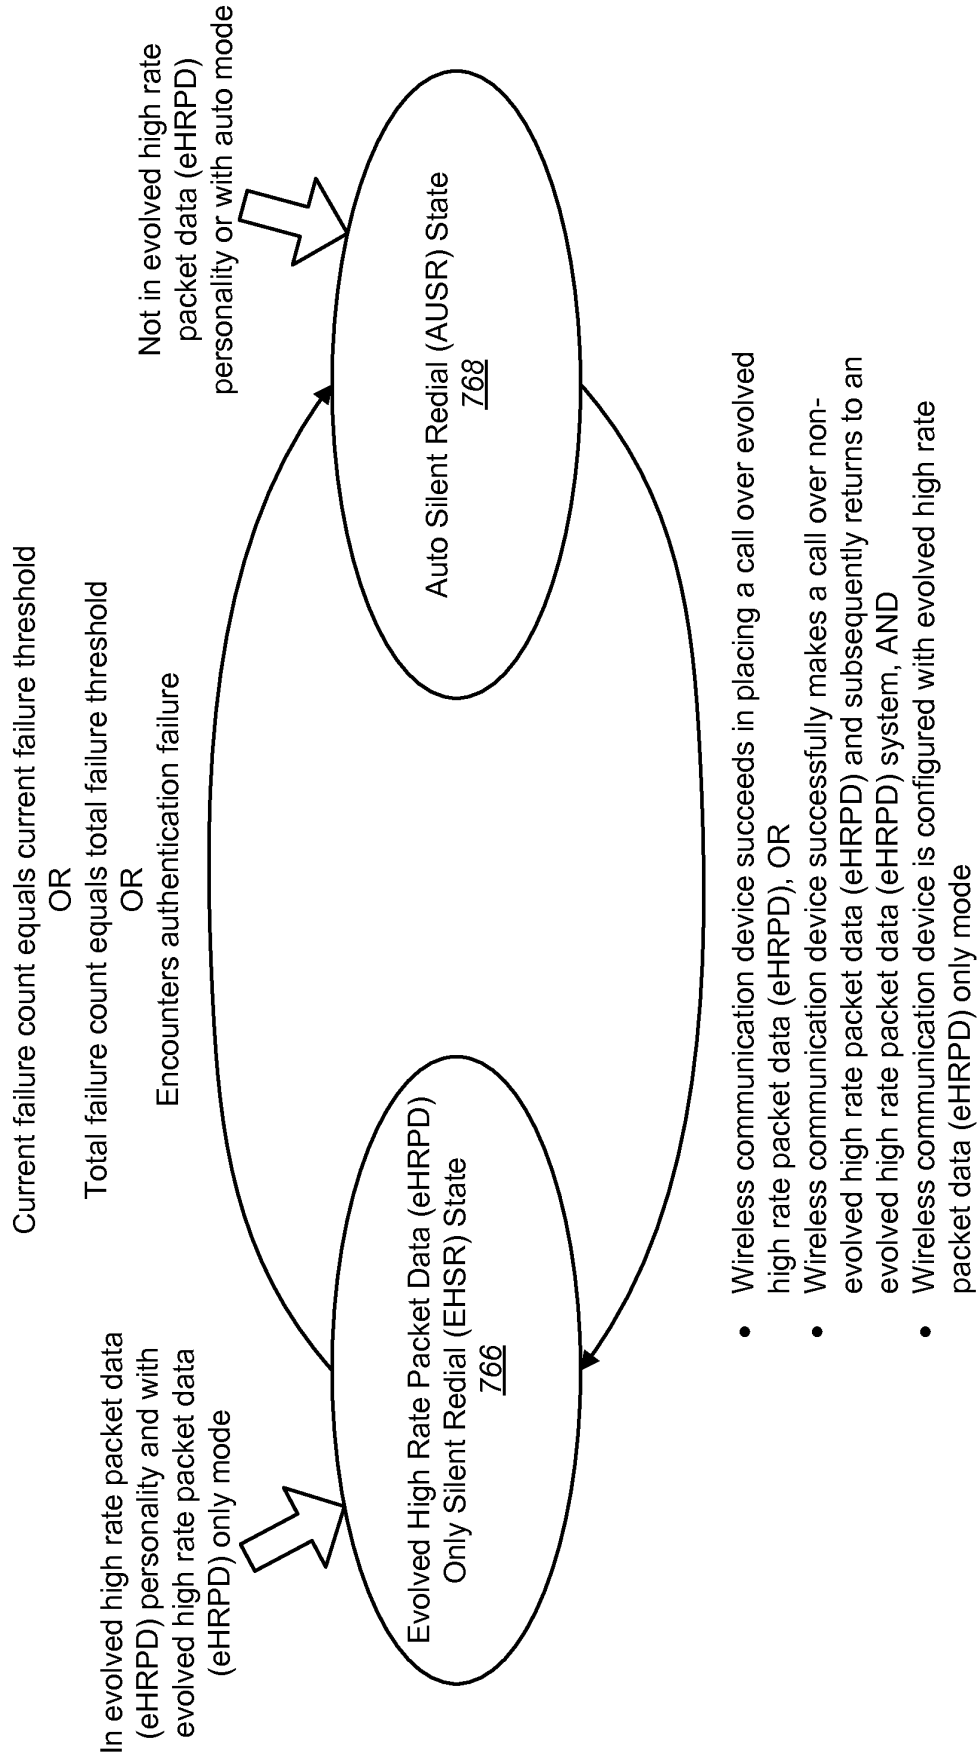 Current failure count equals current failure threshold
OR
Total failure count equals total failure threshold
OR
Encounters authentication failure
In evolved high rate packet data
(eHRPD) personality and with
evolved high rate packet data
(eHRPD) only mode
Not in evolved high rate
packet data (eHRPD)
personality or with auto mode
Evolved High Rate Packet Data (eHRPD)
Only Silent Redial (EHSR) State
766
Auto Silent Redial (AUSR) State
768
• Wireless communication device succeeds in placing a call over evolved
high rate packet data (eHRPD), OR
• Wireless communication device successfully makes a call over non-
evolved high rate packet data (eHRPD) and subsequently returns to an
evolved high rate packet data (eHRPD) system, AND
• Wireless communication device is configured with evolved high rate
packet data (eHRPD) only mode